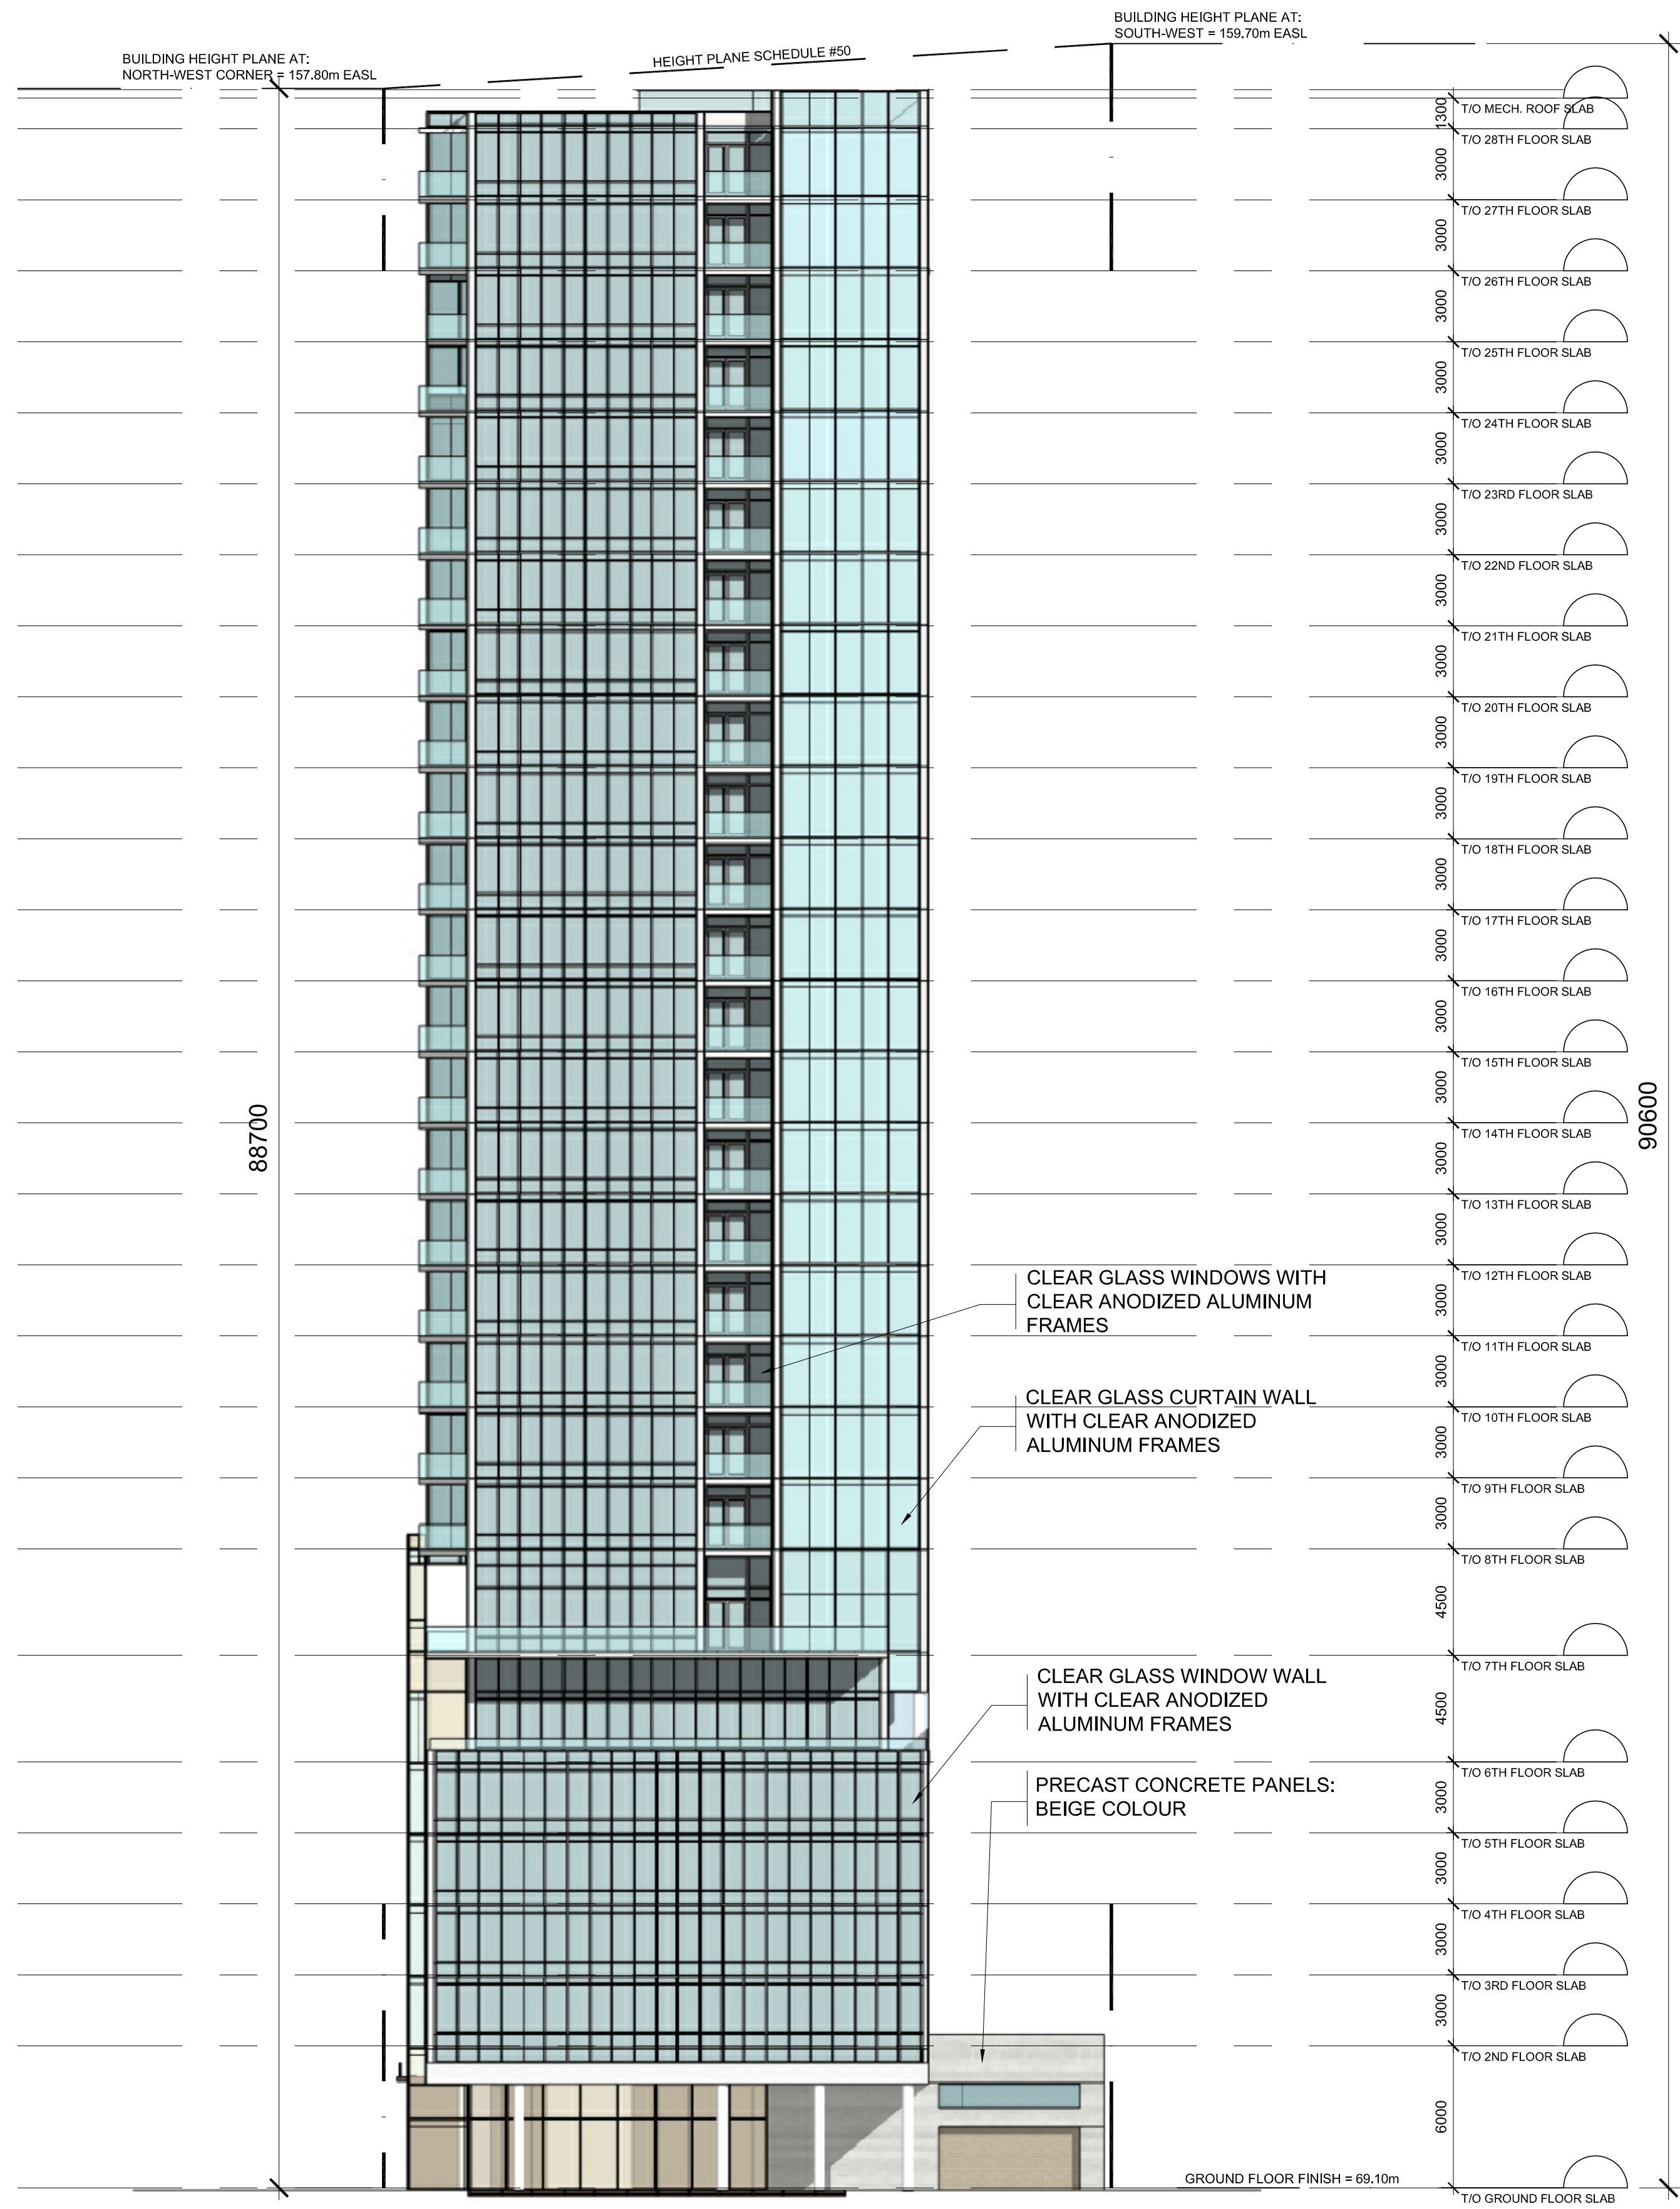 BUILDING HEIGHT PLANE AT:
SOUTH-WEST = 159.70m EASL
BUILDING HEIGHT PLANE AT:
NORTH-WEST CORNER = 157.80m EASL
HEIGHT PLANE SCHEDULE #50
T/O MECH. ROOF SLAB
1300
T/O 28TH FLOOR SLAB
3000
T/O 27TH FLOOR SLAB
3000
T/O 26TH FLOOR SLAB
3000
T/O 25TH FLOOR SLAB
3000
T/O 24TH FLOOR SLAB
3000
T/O 23RD FLOOR SLAB
3000
T/O 22ND FLOOR SLAB
3000
T/O 21TH FLOOR SLAB
3000
T/O 20TH FLOOR SLAB
3000
T/O 19TH FLOOR SLAB
3000
T/O 18TH FLOOR SLAB
3000
T/O 17TH FLOOR SLAB
3000
T/O 16TH FLOOR SLAB
3000
T/O 15TH FLOOR SLAB
3000
T/O 14TH FLOOR SLAB
3000
T/O 13TH FLOOR SLAB
3000
T/O 12TH FLOOR SLAB
3000
T/O 11TH FLOOR SLAB
3000
T/O 10TH FLOOR SLAB
3000
T/O 9TH FLOOR SLAB
3000
T/O 8TH FLOOR SLAB
4500
T/O 7TH FLOOR SLAB
4500
T/O 6TH FLOOR SLAB
3000
T/O 5TH FLOOR SLAB
3000
T/O 4TH FLOOR SLAB
3000
T/O 3RD FLOOR SLAB
3000
T/O 2ND FLOOR SLAB
6000
T/O GROUND FLOOR SLAB
88700
90600
CLEAR GLASS WINDOWS WITH
CLEAR ANODIZED ALUMINUM
FRAMES
CLEAR GLASS CURTAIN WALL
WITH CLEAR ANODIZED
ALUMINUM FRAMES
CLEAR GLASS WINDOW WALL
WITH CLEAR ANODIZED
ALUMINUM FRAMES
PRECAST CONCRETE PANELS:
BEIGE COLOUR
GROUND FLOOR FINISH = 69.10m